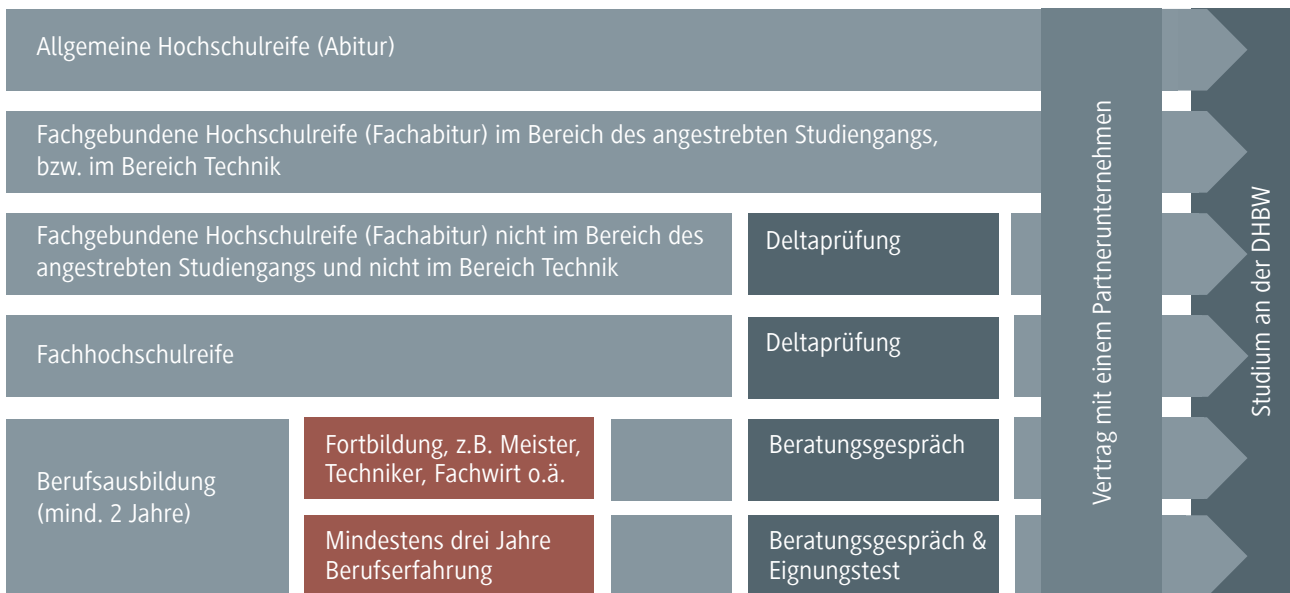 Allgemeine Hochschulreife (Abitur)
Fachgebundene Hochschulreife (Fachabitur) im Bereich des angestrebten Studiengangs,
bzw. im Bereich Technik
Fachgebundene Hochschulreife (Fachabitur) nicht im Bereich des
angestrebten Studiengangs und nicht im Bereich Technik
Deltaprüfung
Fachhochschulreife
Deltaprüfung
Berufsausbildung
(mind. 2 Jahre)
Fortbildung, z.B. Meister,
Techniker, Fachwirt o.ä.
Beratungsgespräch
Mindestens drei Jahre
Berufserfahrung
Beratungsgespräch &
Eignungstest
Vertrag mit einem Partnerunternehmen
Studium an der DHBW